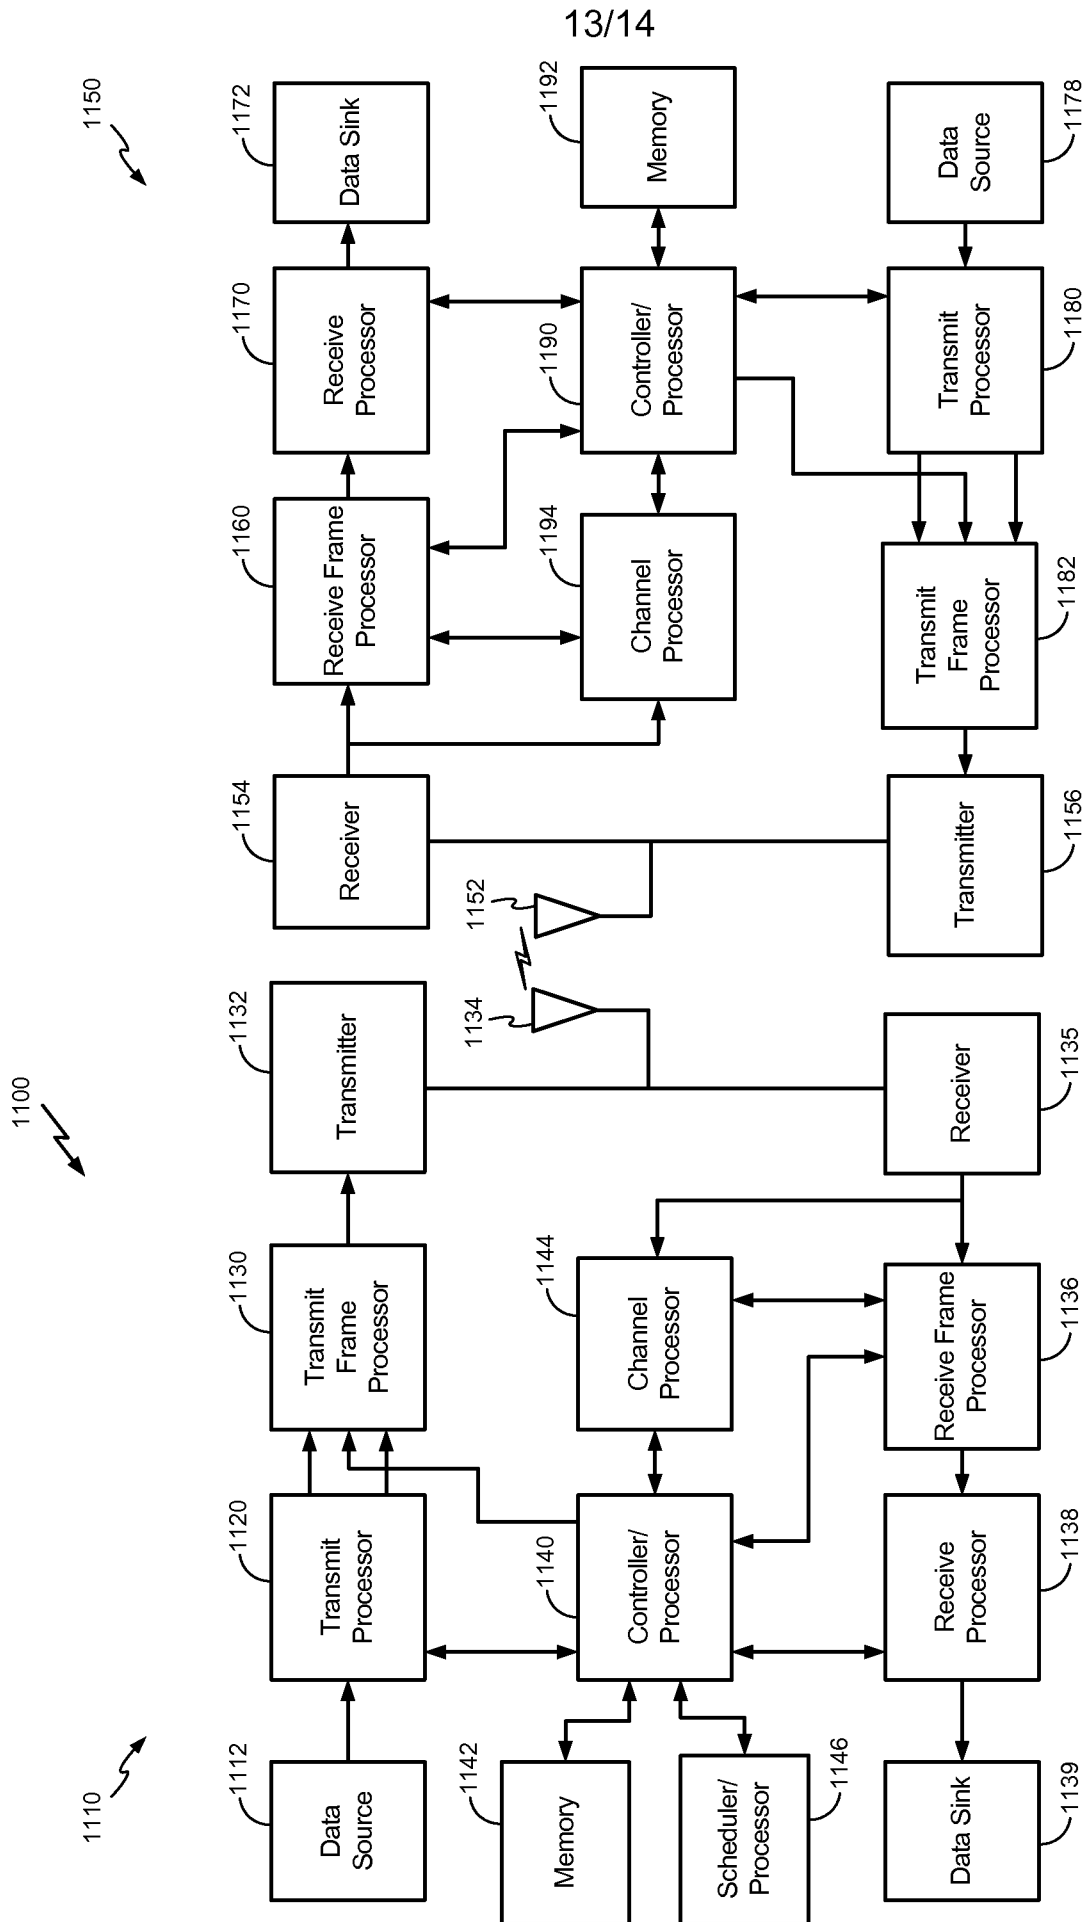 13/14
1100
1110
1150
1112
Data
Source
1120
Transmit
Processor
1130
Transmit
Frame
Processor
1132
Transmitter
1154
Receiver
1160
Receive Frame
Processor
1170
Receive
Processor
1172
Data Sink
1142
Memory
1146
Scheduler/
Processor
1140
Controller/
Processor
1144
Channel
Processor
1134
1152
1194
Channel
Processor
1190
Controller/
Processor
1192
Memory
Data Sink
1139
Receive
Processor
1138
Receive Frame
Processor
1136
Receiver
1135
Transmitter
1156
Transmit
Frame
Processor
1182
Transmit
Processor
1180
Data
Source
1178